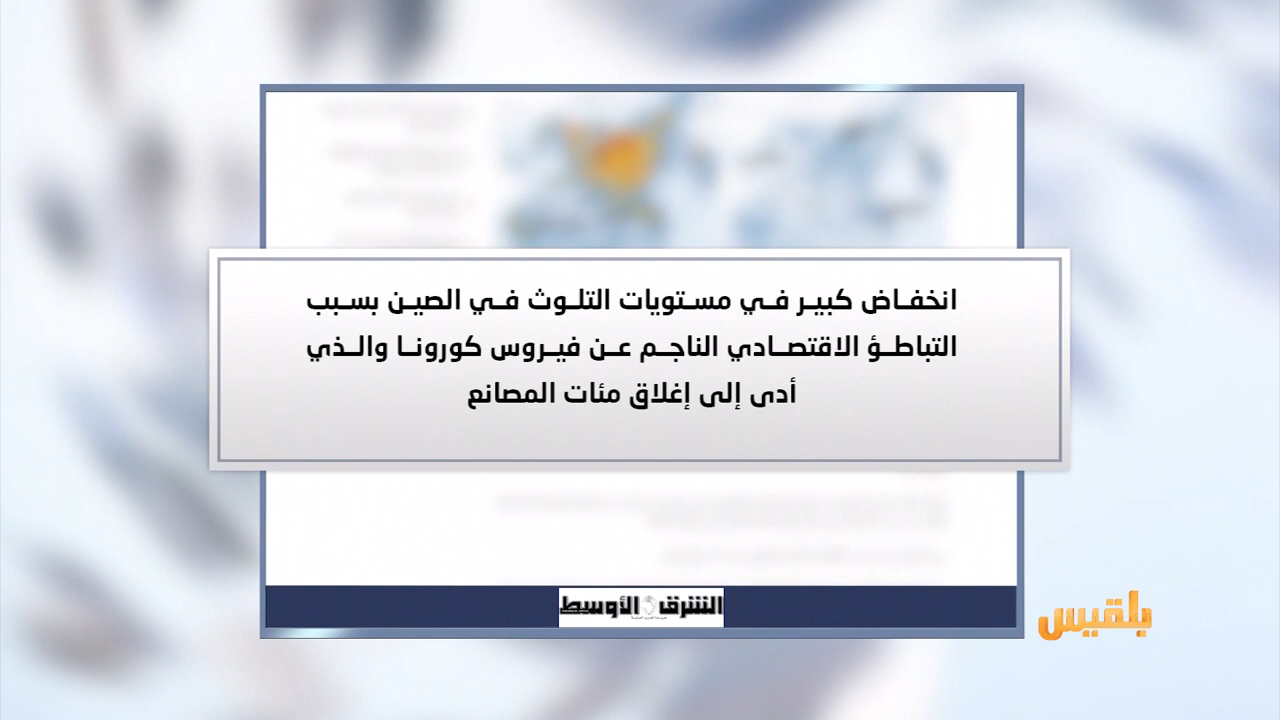 انخفاض كبير في مستويات التلوث في الصين بسبب
التباطؤ الاقتصادي الناجم عن فيروس كورونا والذي
أدى إلى إغلاق مئات المصانع
الشرق الأوسط
بلقيس